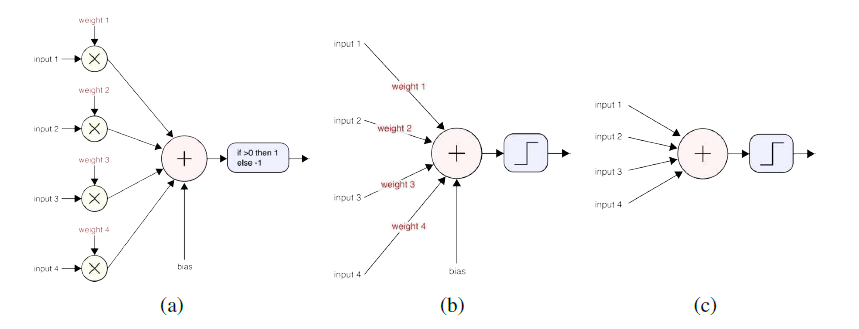 weight 1
input 1
weight 2
input 2
weight 3
input 3
weight 4
input 4
bias
if >0 then 1
else -1
(a)
input 1
weight 1
input 2
weight 2
input 3
weight 3
weight 4
input 4
bias
(b)
input 1
input 2
input 3
input 4
(c)